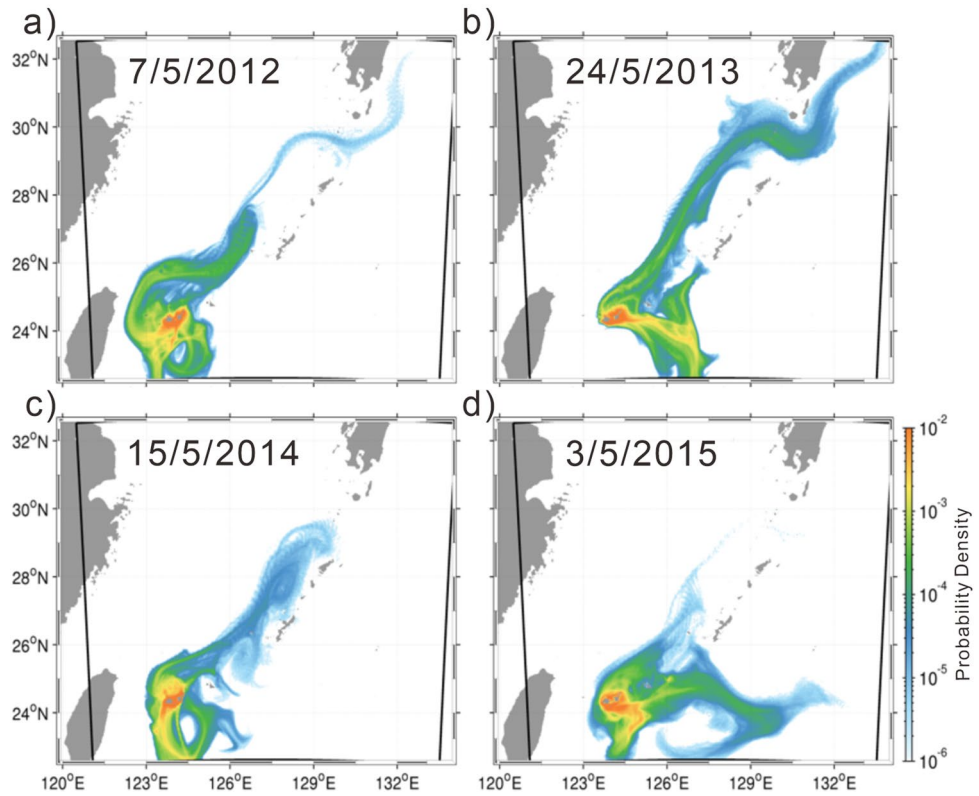 a)
7/5/2012
32°N
30°N
28°N
26°N
24°N
b)
24/5/2013
c)
15/5/2014
32°N
30°N
28°N
26°N
24°N
120°E 123°E 126°E 129°E 132°E
d)
3/5/2015
120°E 123°E 126°E 129°E 132°E
10⁻²
10⁻³
10⁻⁴
10⁻⁵
10⁻⁶
Probability Density